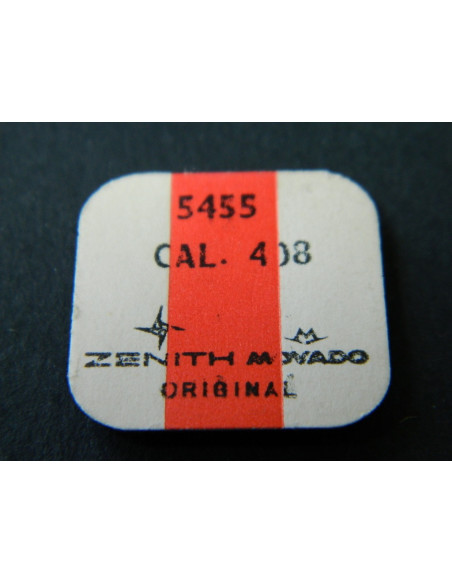 5455
CAL. 408
ZENITH MOVADO
ORIGINAL